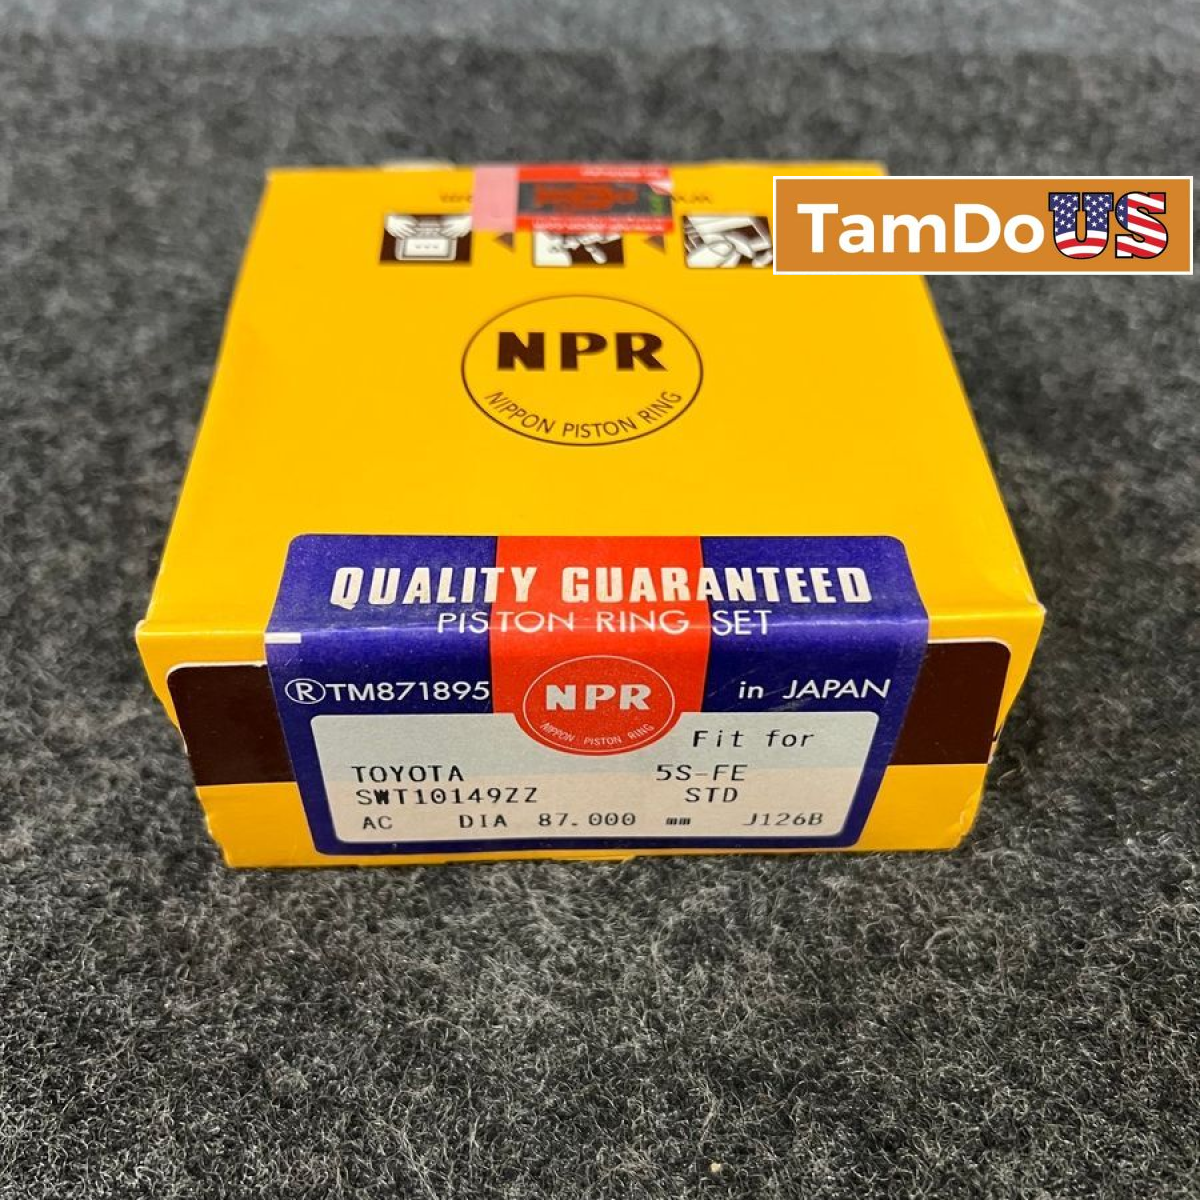 TamDoUS
NPR
NIPPON PISTON RING
QUALITY GUARANTEED
PISTON RING SET
®TM871895
NPR
NIPPON PISTON RING
in JAPAN
Fit for
TOYOTA 5S-FE
SWT10149ZZ STD
AC DIA 87.000 mm J126B